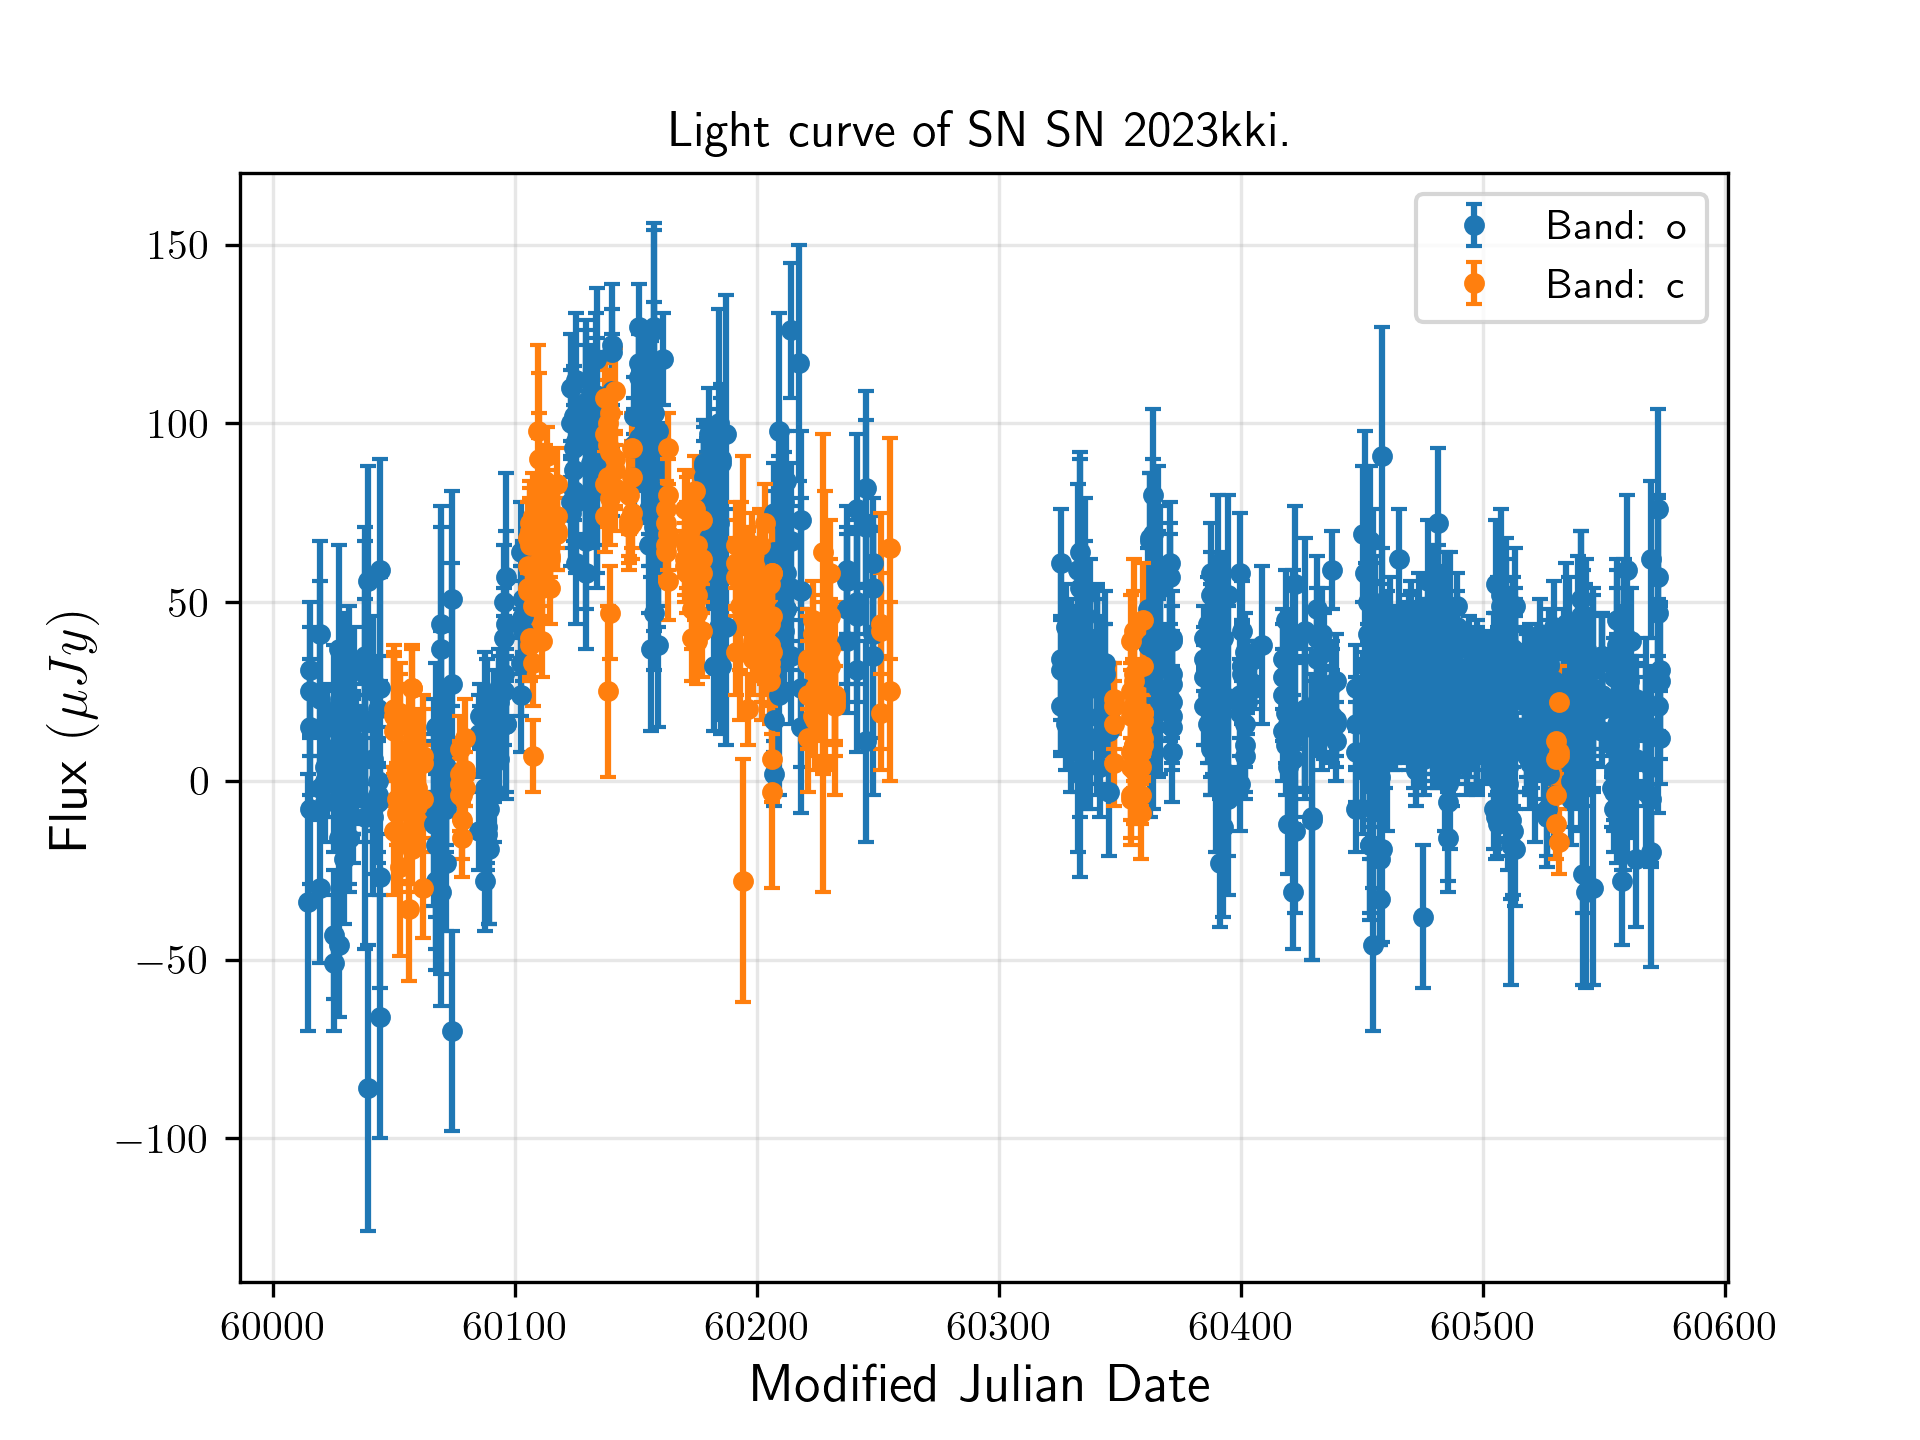 Light curve of SN SN 2023kki.
Band: o
Band: c
150
100
50
0
−50
−100
Flux (μJy)
60000 60100 60200 60300 60400 60500 60600
Modified Julian Date